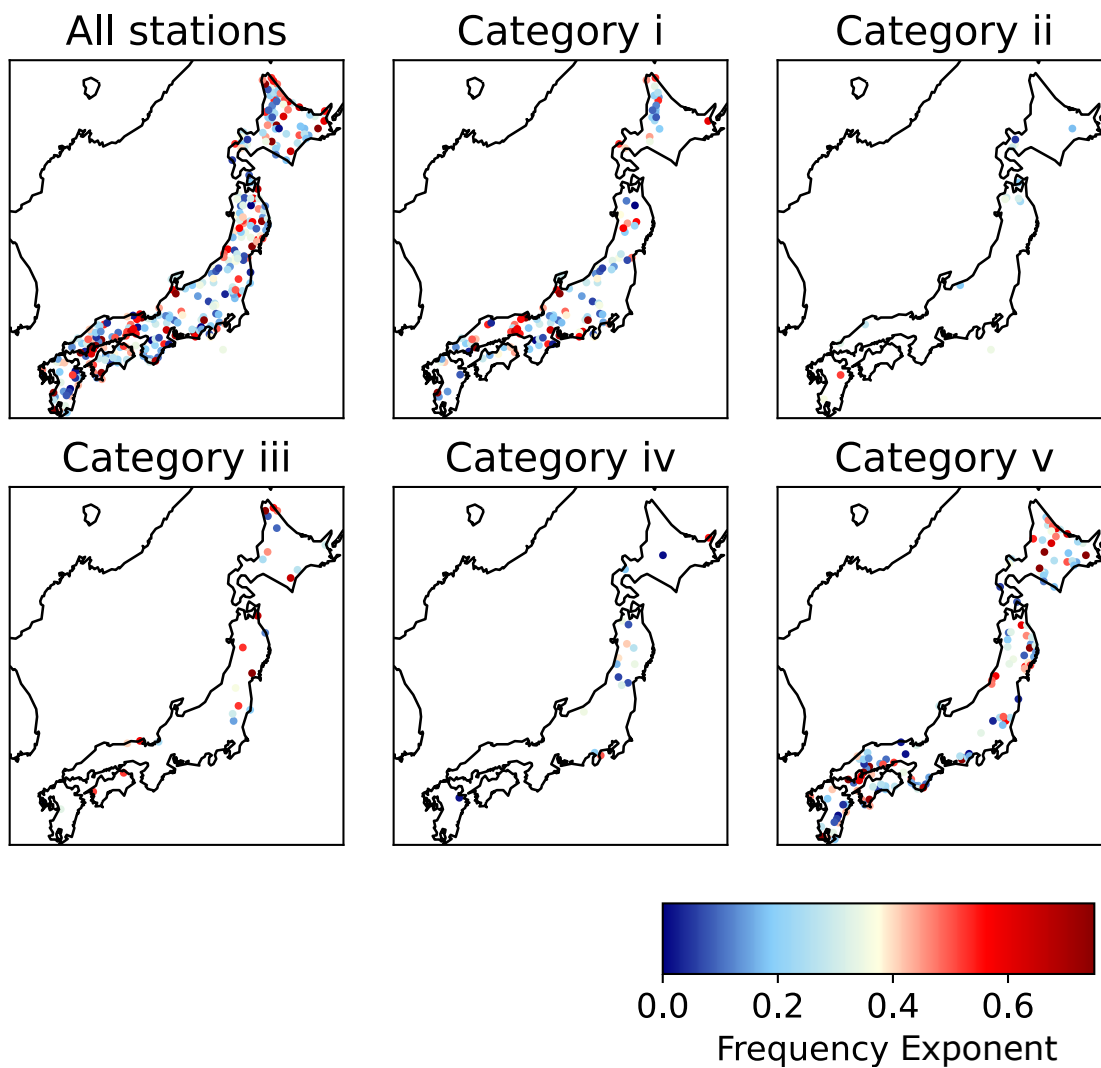 All stations
Category i
Category ii
Category iii
Category iv
Category v
0.0
0.2
0.4
0.6
Frequency Exponent